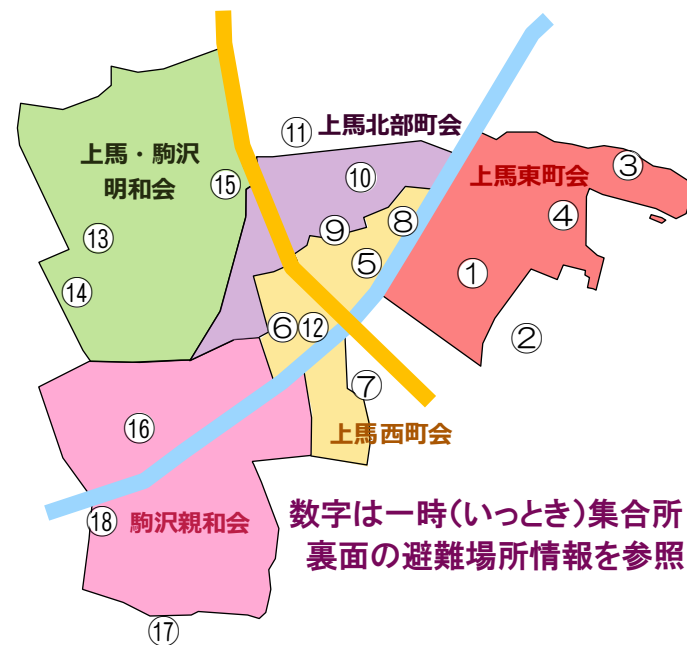 ⑪
上馬北部町会
上馬・駒沢
明和会
⑮
⑩
上馬東町会
③
④
⑧
⑨
⑬
⑤
①
⑭
⑥
⑫
②
⑦
⑯
上馬西町会
⑱
駒沢親和会
数字は一時(いっとき)集合所
裏面の避難場所情報を参照
⑰